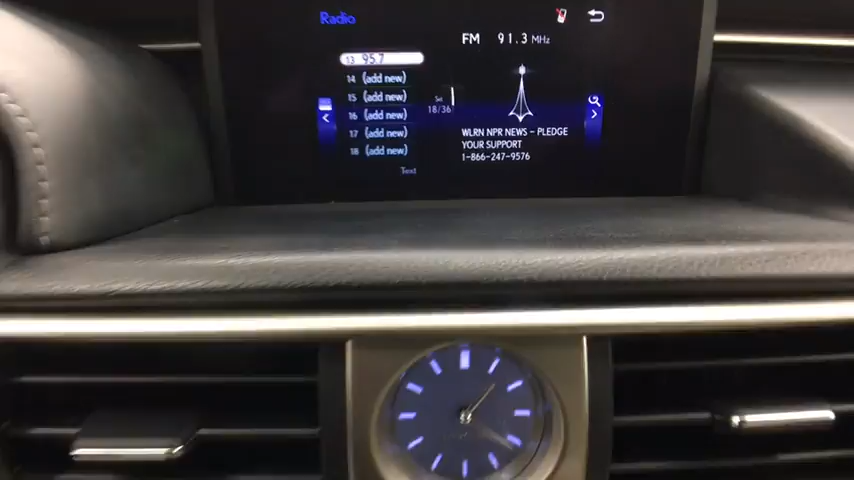 Radio
FM 91.3 MHz
13 95.7
14 (add new)
15 (add new)
16 (add new)
17 (add new)
18 (add new)
Sat
18/36
WLRN NPR NEWS - PLEDGE
YOUR SUPPORT
1-866-247-9576
Text